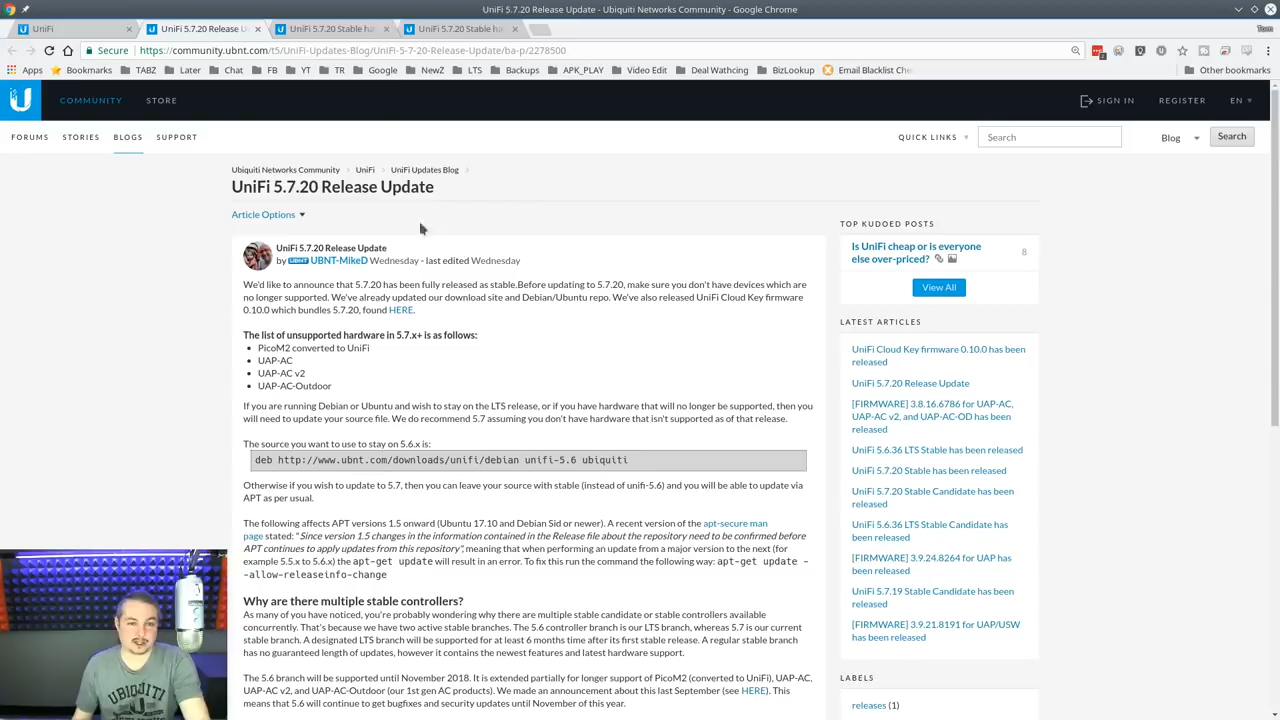 UniFi 5.7.20 Release Update - Ubiquiti Networks Community - Google Chrome
UniFi
UniFi 5.7.20 Release U
UniFi 5.7.20 Stable ha
UniFi 5.7.20 Stable ha
Tom
Secure
https://community.ubnt.com/t5/UniFi-Updates-Blog/UniFi-5-7-20-Release-Update/ba-p/2278500
Apps Bookmarks TABZ Later Chat FB YT TR Google NewZ LTS Backups APK_PLAY Video Edit Deal Wathcing BizLookup Email Blacklist Che Other bookmarks
COMMUNITY STORE SIGN IN REGISTER EN
FORUMS STORIES BLOGS SUPPORT QUICK LINKS Search Blog Search
Ubiquiti Networks Community UniFi UniFi Updates Blog
UniFi 5.7.20 Release Update
Article Options
UniFi 5.7.20 Release Update
by UBNT UBNT-MikeD Wednesday - last edited Wednesday
We'd like to announce that 5.7.20 has been fully released as stable.Before updating to 5.7.20, make sure you don't have devices which are
no longer supported. We've already updated our download site and Debian/Ubuntu repo. We've also released UniFi Cloud Key firmware
0.10.0 which bundles 5.7.20, found HERE.
The list of unsupported hardware in 5.7.x+ is as follows:
PicoM2 converted to UniFi
UAP-AC
UAP-AC v2
UAP-AC-Outdoor
If you are running Debian or Ubuntu and wish to stay on the LTS release, or if you have hardware that will no longer be supported, then you
will need to update your source file. We do recommend 5.7 assuming you don't have hardware that isn't supported as of that release.
The source you want to use to stay on 5.6.x is:
deb http://www.ubnt.com/downloads/unifi/debian unifi-5.6 ubiquiti
Otherwise if you wish to update to 5.7, then you can leave your source with stable (instead of unifi-5.6) and you will be able to update via
APT as per usual.
The following affects APT versions 1.5 onward (Ubuntu 17.10 and Debian Sid or newer). A recent version of the apt-secure man
page stated: "Since version 1.5 changes in the information contained in the Release file about the repository need to be confirmed before
APT continues to apply updates from this repository", meaning that when performing an update from a major version to the next (for
example 5.5.x to 5.6.x) the apt-get update will result in an error. To fix this run the command the following way: apt-get update -
-allow-releaseinfo-change
Why are there multiple stable controllers?
As many of you have noticed, you're probably wondering why there are multiple stable candidate or stable controllers available
concurrently. That's because we have two active stable branches. The 5.6 controller branch is our LTS branch, whereas 5.7 is our current
stable branch. A designated LTS branch will be supported for at least 6 months time after its first stable release. A regular stable branch
has no guaranteed length of updates, however it contains the newest features and latest hardware support.
The 5.6 branch will be supported until November 2018. It is extended partially for longer support of PicoM2 (converted to UniFi), UAP-AC,
UAP-AC v2, and UAP-AC-Outdoor (our 1st gen AC products). We made an announcement about this last September (see HERE). This
means that 5.6 will continue to get bugfixes and security updates until November of this year.
TOP KUDOED POSTS
Is UniFi cheap or is everyone
else over-priced?
8
View All
LATEST ARTICLES
UniFi Cloud Key firmware 0.10.0 has been
released
UniFi 5.7.20 Release Update
[FIRMWARE] 3.8.16.6786 for UAP-AC,
UAP-AC v2, and UAP-AC-OD has been
released
UniFi 5.6.36 LTS Stable has been released
UniFi 5.7.20 Stable has been released
UniFi 5.7.20 Stable Candidate has been
released
UniFi 5.6.36 LTS Stable Candidate has
been released
[FIRMWARE] 3.9.24.8264 for UAP has
been released
UniFi 5.7.19 Stable Candidate has been
released
[FIRMWARE] 3.9.21.8191 for UAP/USW
has been released
LABELS
releases (1)
UBIQUITI